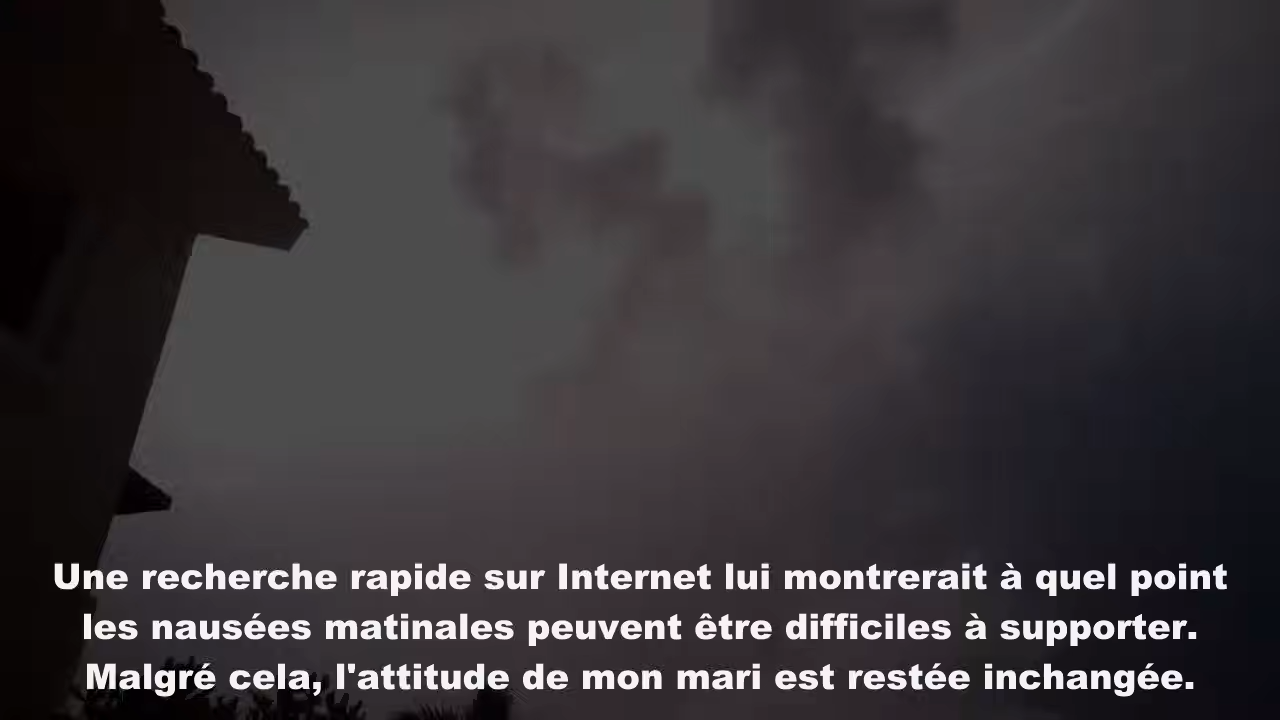 Une recherche rapide sur Internet lui montrerait à quel point
les nausées matinales peuvent être difficiles à supporter.
Malgré cela, l'attitude de mon mari est restée inchangée.